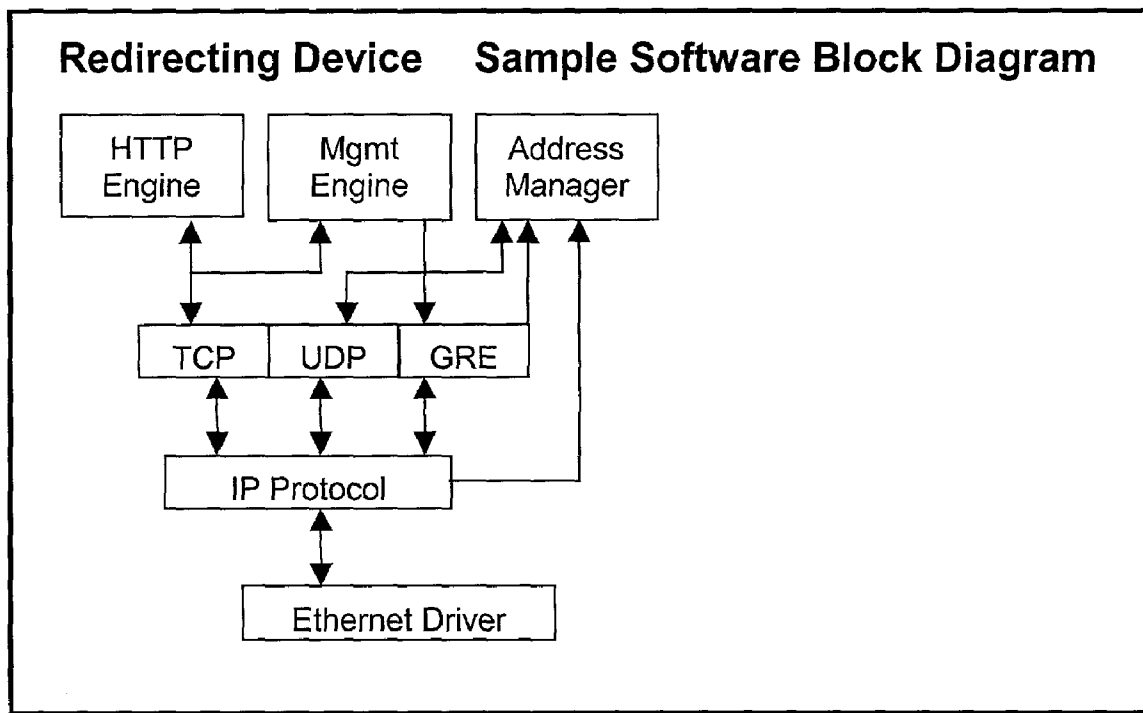 Redirecting Device Sample Software Block Diagram
HTTP
Engine
Mgmt
Engine
Address
Manager
TCP
UDP
GRE
IP Protocol
Ethernet Driver